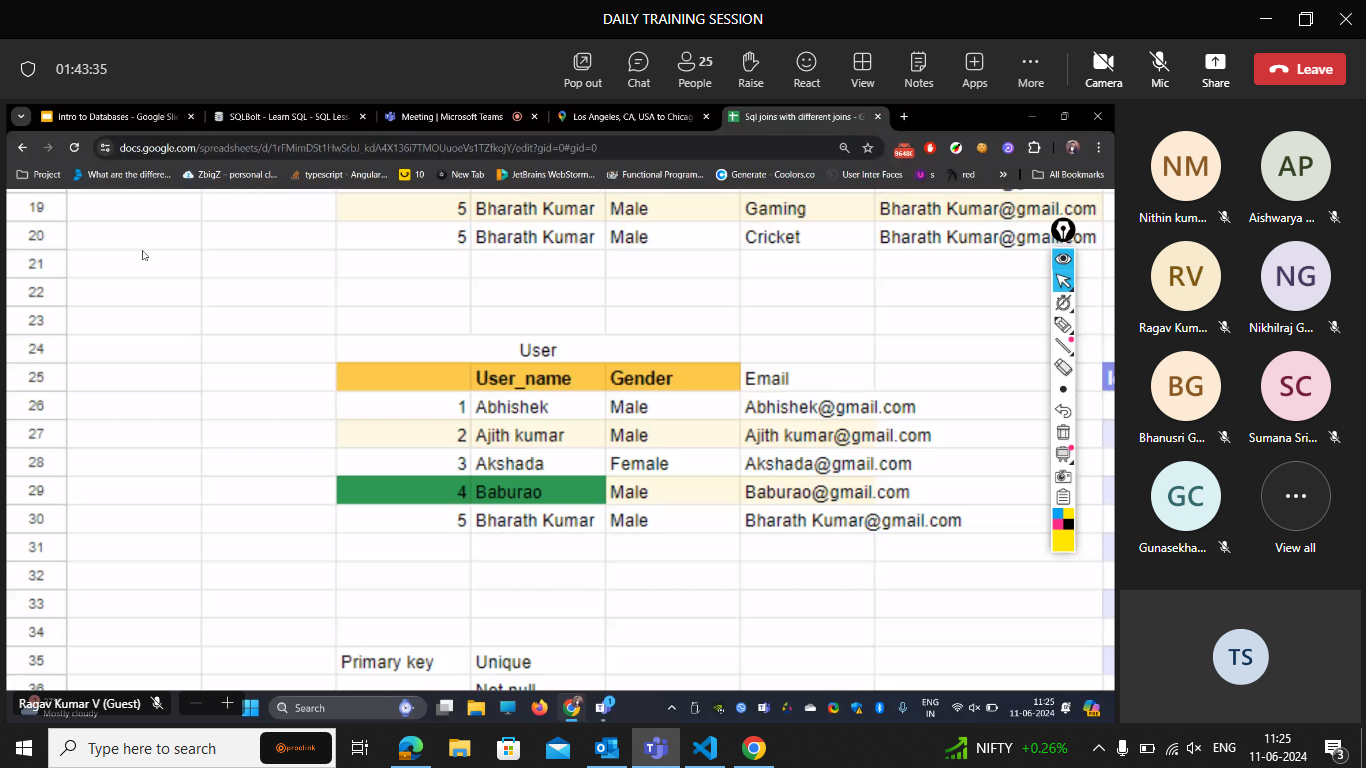 DAILY TRAINING SESSION
01:43:35
Pop out
Chat
25
People
Raise
React
View
Notes
Apps
More
Camera
Mic
Share
Leave
Intro to Databases - Google Sli
SQLBolt - Learn SQL - SQL Less
Meeting | Microsoft Teams
Los Angeles, CA, USA to Chicag
Sql joins with different joins - G
docs.google.com/spreadsheets/d/1rFMimDSt1HwSrbJ_kdA4X136i7TMOUuoeVs1TZfkojY/edit?gid=0#gid=0
Project
What are the differe...
ZbigZ – personal cl...
typescript - Angular...
10
New Tab
JetBrains WebStorm...
Functional Program...
Generate - Coolors.co
User Inter Faces
s
red
All Bookmarks
19 5 Bharath Kumar Male Gaming Bharath Kumar@gmail.com
20 5 Bharath Kumar Male Cricket Bharath Kumar@gmail.com
21
22
23
24 User
25 User_name Gender Email
26 1 Abhishek Male Abhishek@gmail.com
27 2 Ajith kumar Male Ajith kumar@gmail.com
28 3 Akshada Female Akshada@gmail.com
29 4 Baburao Male Baburao@gmail.com
30 5 Bharath Kumar Male Bharath Kumar@gmail.com
31
32
33
34
35 Primary key Unique
36 Not null
NM
Nithin kum...
AP
Aishwarya ...
RV
Ragav Kum...
NG
Nikhilraj G...
BG
Bhanusri G...
SC
Sumana Sri...
GC
Gunasekha...
View all
TS
Ragav Kumar V (Guest)
Mostly cloudy
Search
ENG
IN
11:25
11-06-2024
Type here to search
proclink
NIFTY +0.26%
ENG
11:25
11-06-2024
3